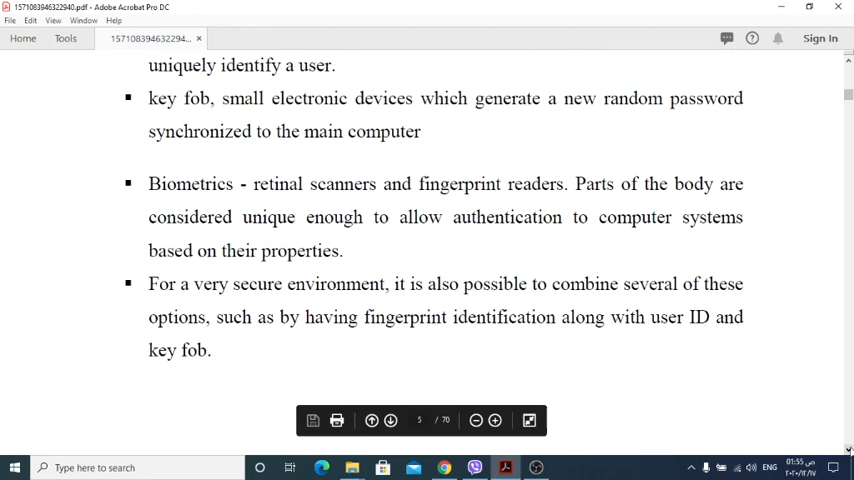 1571083946322940.pdf - Adobe Acrobat Pro DC
File Edit View Window Help
Home Tools 157108394632294... × Sign In
uniquely identify a user.
▪ key fob, small electronic devices which generate a new random password
synchronized to the main computer
▪ Biometrics - retinal scanners and fingerprint readers. Parts of the body are
considered unique enough to allow authentication to computer systems
based on their properties.
▪ For a very secure environment, it is also possible to combine several of these
options, such as by having fingerprint identification along with user ID and
key fob.
5 / 70
Type here to search
ENG
01:55 ص
٢٠٢٠/١٢/١٧